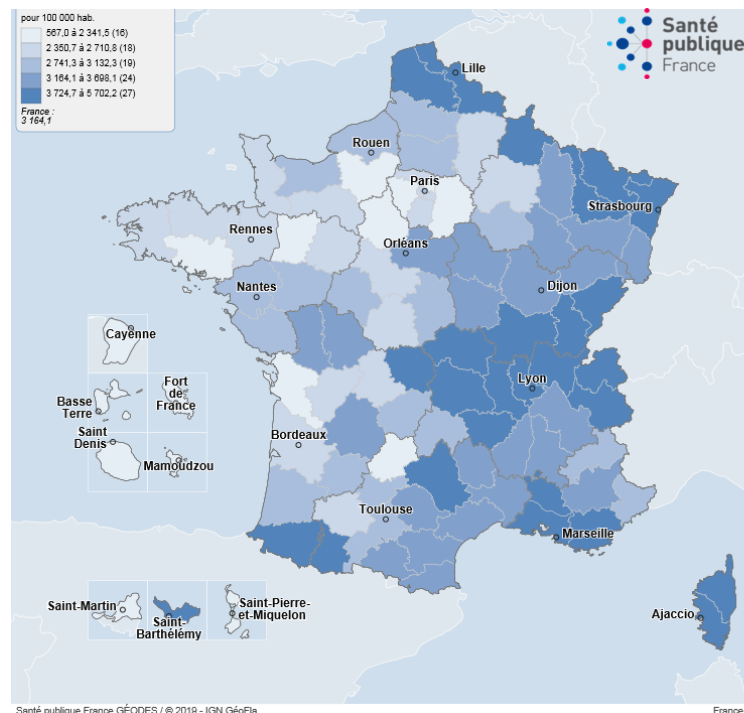 pour 100 000 hab.
567,0 à 2 341,5 (16)
2 350,7 à 2 710,8 (18)
2 741,3 à 3 132,3 (19)
3 164,1 à 3 698,1 (24)
3 724,7 à 5 702,2 (27)
France :
3 164,1
Santé
publique
France
Lille
Rouen
Paris
Strasbourg
Rennes
Orléans
Nantes
Dijon
Cayenne
Lyon
Basse
Terre
Fort
de
France
Saint
Denis
Mamoudzou
Bordeaux
Toulouse
Marseille
Saint-Martin
Saint-
Barthélémy
Saint-Pierre-
et-Miquelon
Ajaccio
Santé publique France GÉODES / © 2019 - IGN GéoFla
France